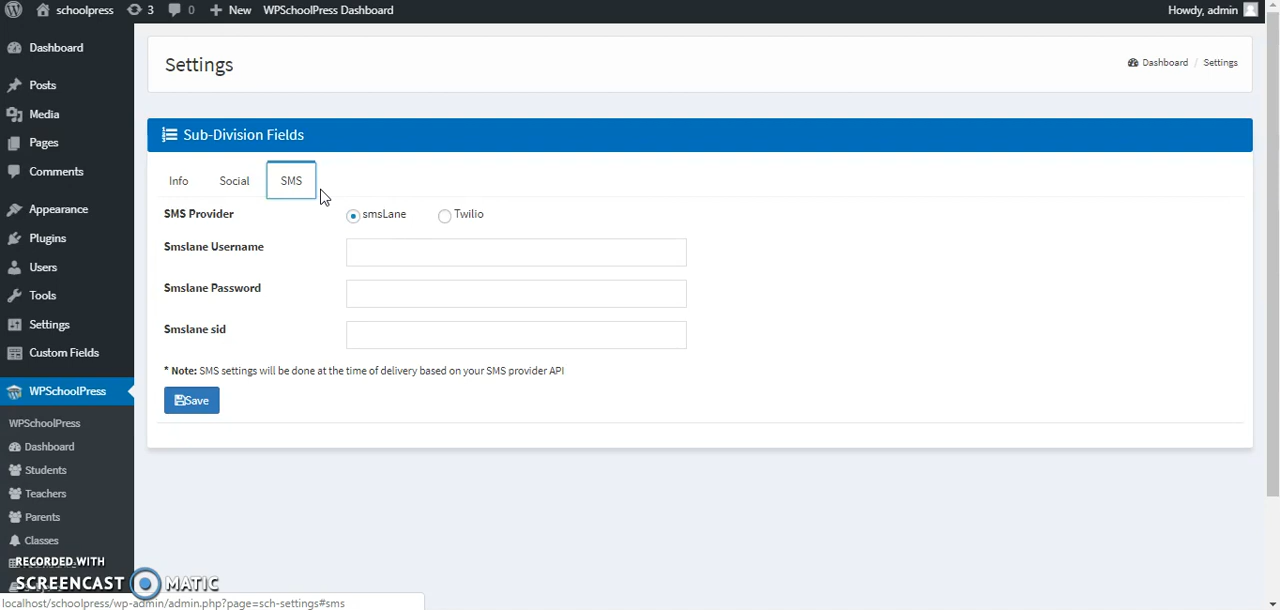 schoolpress 3 0 New WPSchoolPress Dashboard Howdy, admin
Dashboard
Posts
Media
Pages
Comments
Appearance
Plugins
Users
Tools
Settings
Custom Fields
WPSchoolPress
WPSchoolPress
Dashboard
Students
Teachers
Parents
Classes
Settings
Dashboard / Settings
Sub-Division Fields
Info Social SMS
SMS Provider smsLane Twilio
Smslane Username
Smslane Password
Smslane sid
* Note: SMS settings will be done at the time of delivery based on your SMS provider API
Save
RECORDED WITH
SCREENCAST MATIC
localhost/schoolpress/wp-admin/admin.php?page=sch-settings#sms